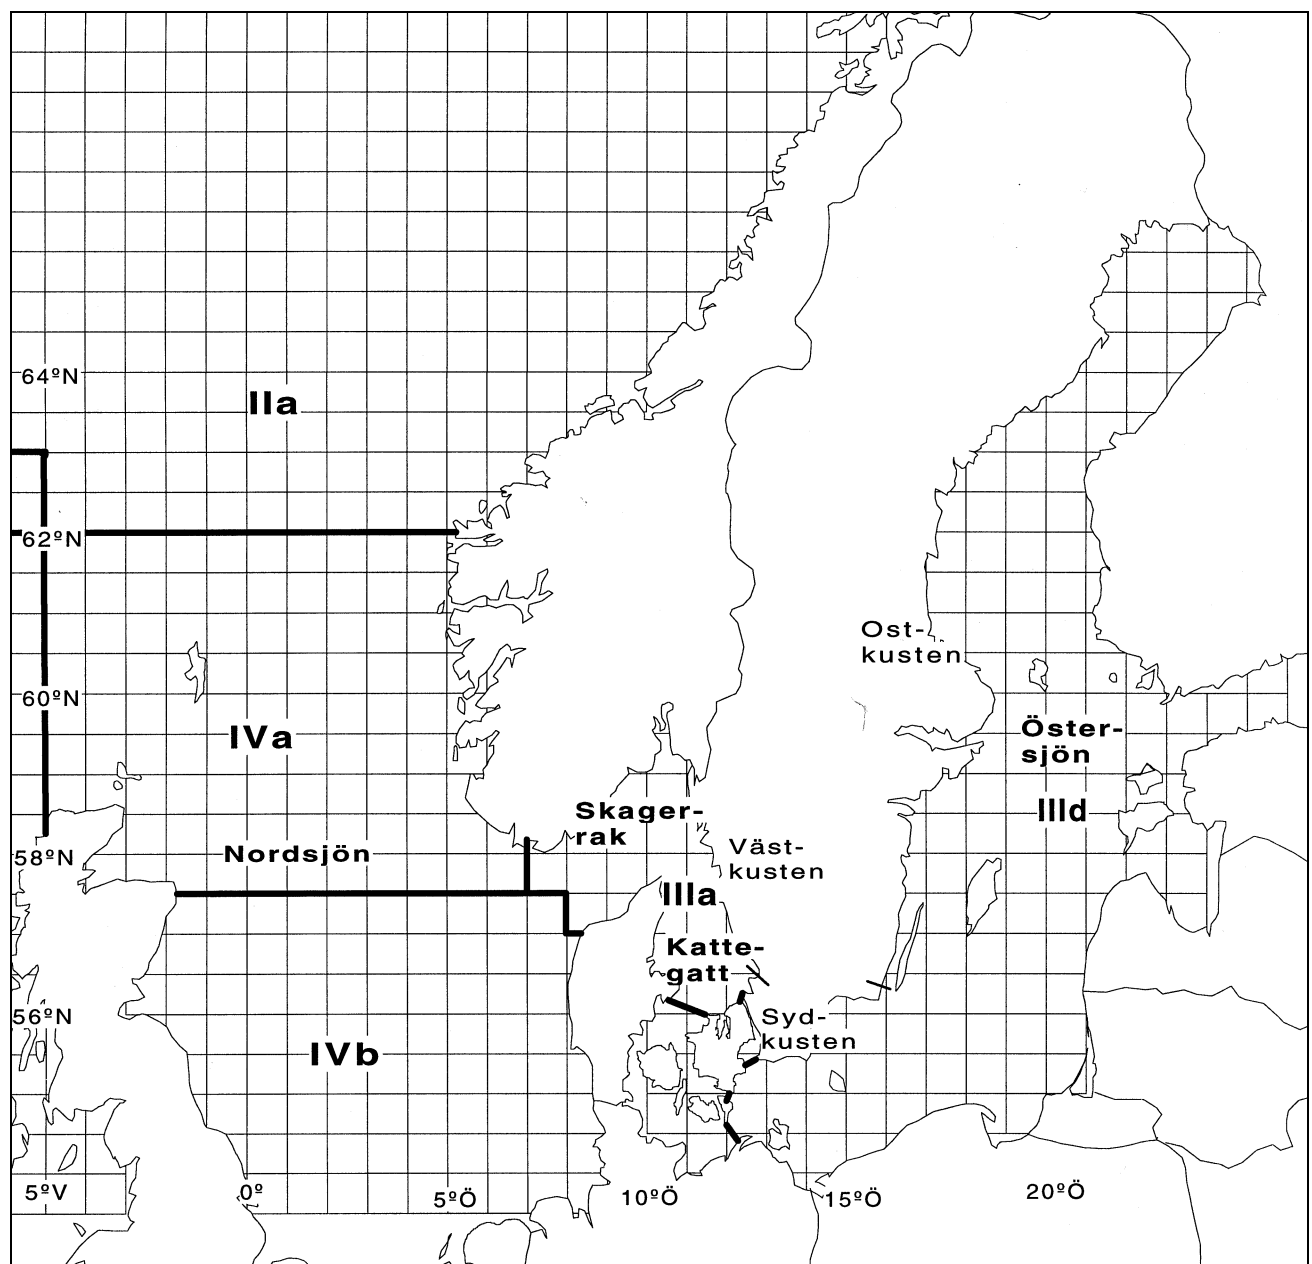 64ºN
IIa
62ºN
Ost-
kusten
60ºN
IVa
Öster-
sjön
IIId
Skager-
rak
58ºN
Nordsjön
Väst-
kusten
IIIa
Katte-
gatt
56ºN
Syd-
kusten
IVb
5ºV
0º
5ºÖ
10ºÖ
15ºÖ
20ºÖ